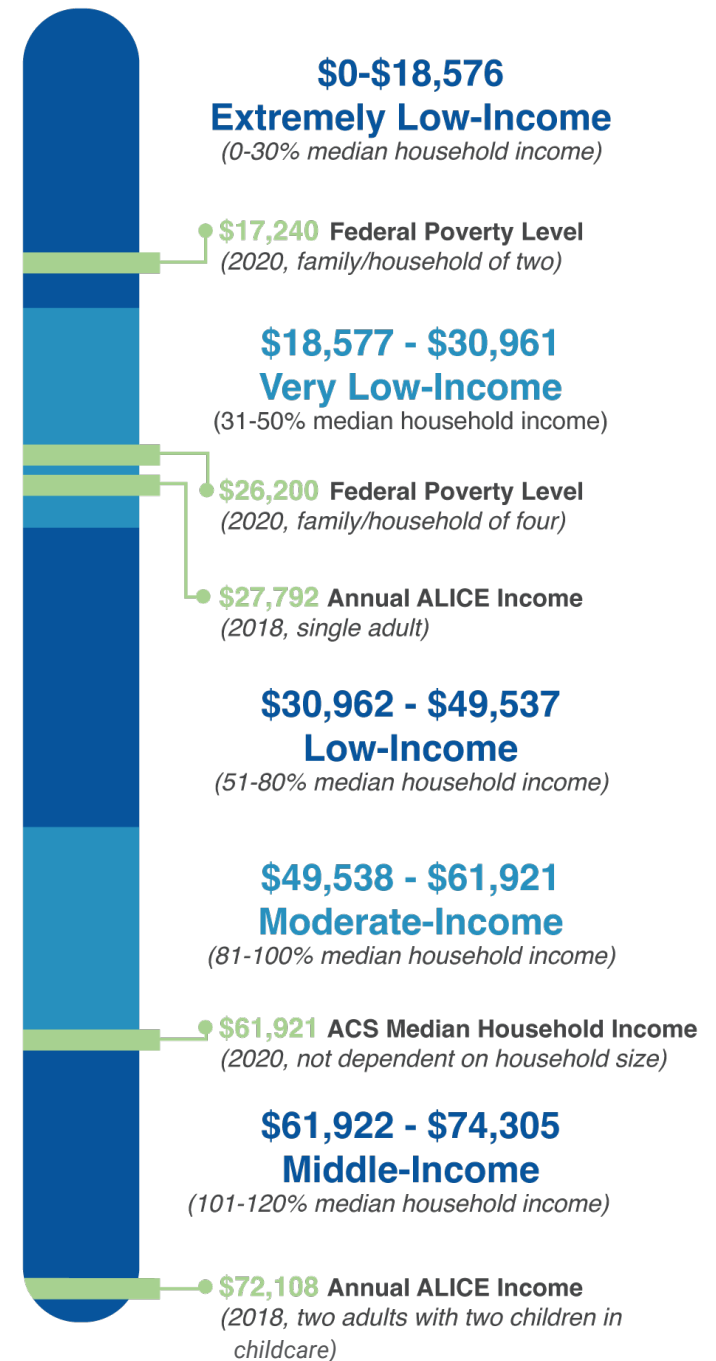 $0-$18,576
Extremely Low-Income
(0-30% median household income)
$17,240 Federal Poverty Level
(2020, family/household of two)
$18,577 - $30,961
Very Low-Income
(31-50% median household income)
$26,200 Federal Poverty Level
(2020, family/household of four)
$27,792 Annual ALICE Income
(2018, single adult)
$30,962 - $49,537
Low-Income
(51-80% median household income)
$49,538 - $61,921
Moderate-Income
(81-100% median household income)
$61,921 ACS Median Household Income
(2020, not dependent on household size)
$61,922 - $74,305
Middle-Income
(101-120% median household income)
$72,108 Annual ALICE Income
(2018, two adults with two children in
childcare)